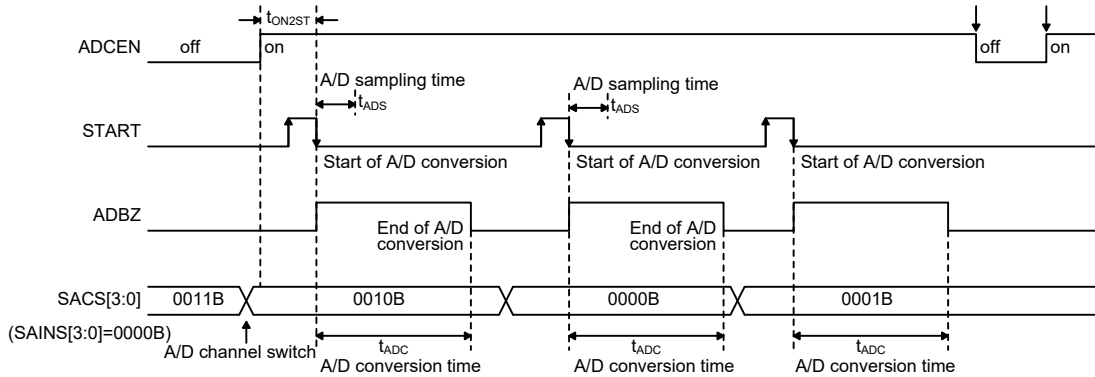 tON2ST
ADCEN off on off on
A/D sampling time A/D sampling time
tADS tADS
START
Start of A/D conversion Start of A/D conversion Start of A/D conversion
ADBZ
End of A/D conversion End of A/D conversion
SACS[3:0] 0011B 0010B 0000B 0001B
(SAINS[3:0]=0000B)
A/D channel switch
tADC tADC tADC
A/D conversion time A/D conversion time A/D conversion time